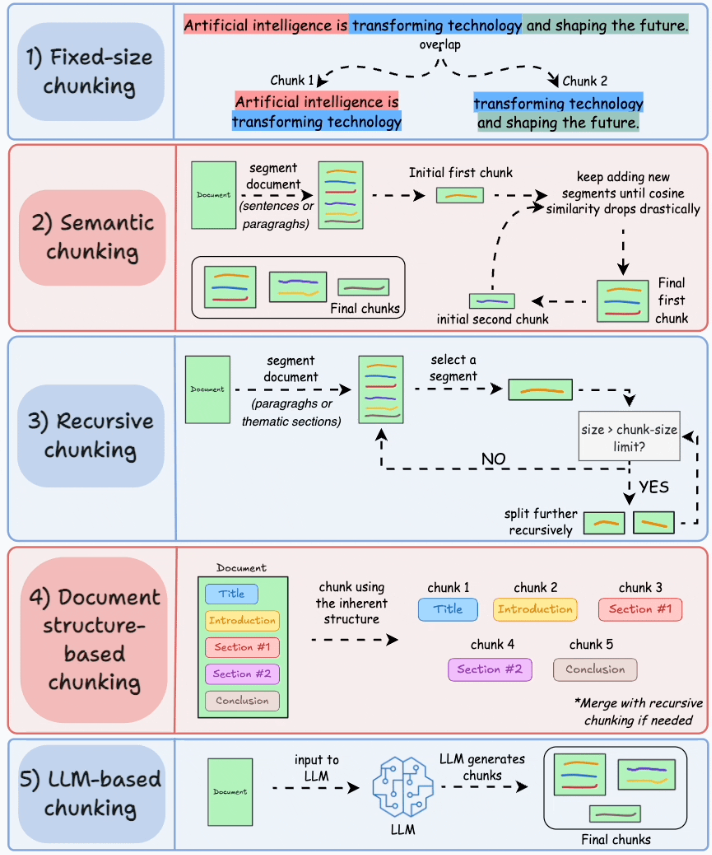 1) Fixed-size
chunking
Artificial intelligence is transforming technology and shaping the future.
overlap
Chunk 1
Artificial intelligence is
transforming technology
Chunk 2
transforming technology
and shaping the future.
2) Semantic
chunking
Document
segment
document
(sentences or
paragraghs)
Initial first chunk
keep adding new
segments until cosine
similarity drops drastically
Final
first
chunk
initial second chunk
Final chunks
3) Recursive
chunking
Document
segment
document
(paragraghs or
thematic sections)
select a
segment
size > chunk-size
limit?
NO
YES
split further
recursively
4) Document
structure-
based
chunking
Document
Title
Introduction
Section #1
Section #2
Conclusion
chunk using
the inherent
structure
chunk 1
Title
chunk 2
Introduction
chunk 3
Section #1
chunk 4
Section #2
chunk 5
Conclusion
*Merge with recursive
chunking if needed
5) LLM-based
chunking
Document
input to
LLM
LLM
LLM generates
chunks
Final chunks